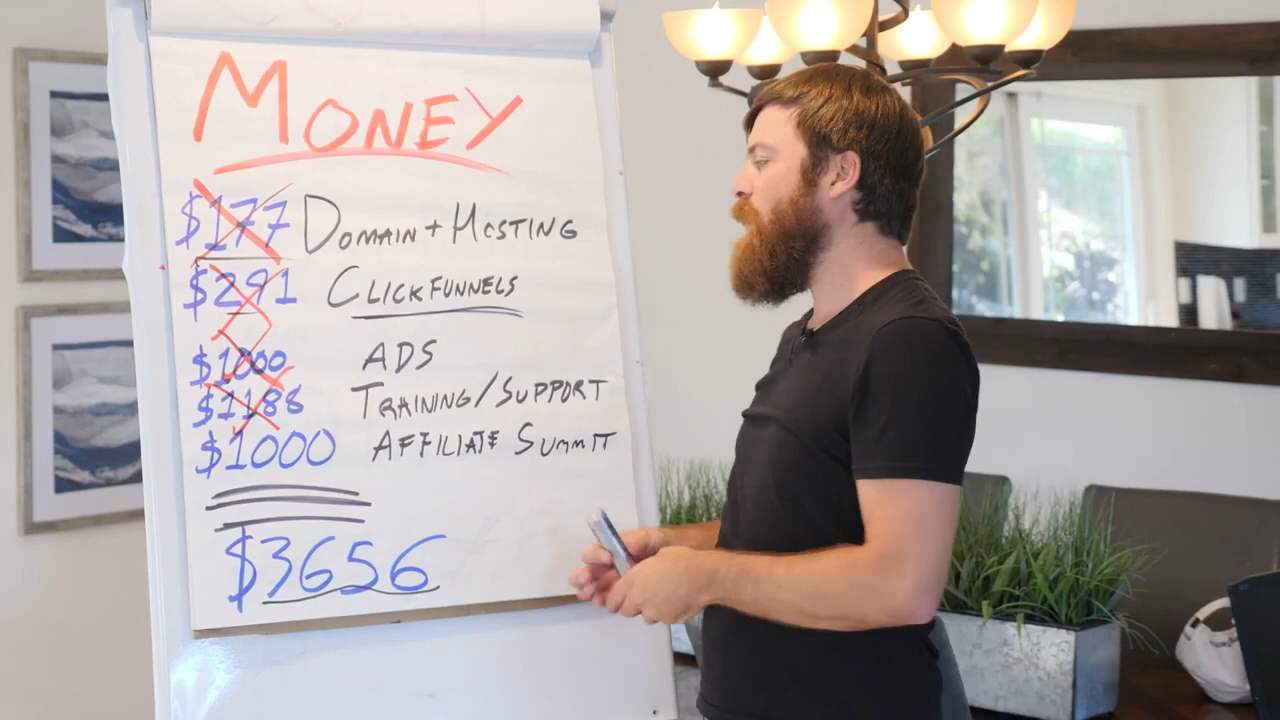 MONEY
$177 DOMAIN + HOSTING
$291 CLICKFUNNELS
$1000 ADS
$1188 TRAINING/SUPPORT
$1000 AFFILIATE SUMMIT
$3656